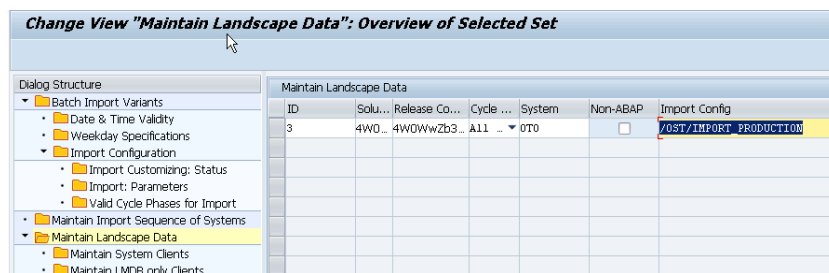 Change View "Maintain Landscape Data": Overview of Selected Set
Dialog Structure
Batch Import Variants
Date & Time Validity
Weekday Specifications
Import Configuration
Import Customizing: Status
Import: Parameters
Valid Cycle Phases for Import
Maintain Import Sequence of Systems
Maintain Landscape Data
Maintain System Clients
Maintain LMDB only Clients
Maintain Landscape Data
ID Solu... Release Co... Cycle ... System Non-ABAP Import Config
3 4W0... 4W0WwZb3... All ... 0T0 /OST/IMPORT_PRODUCTION